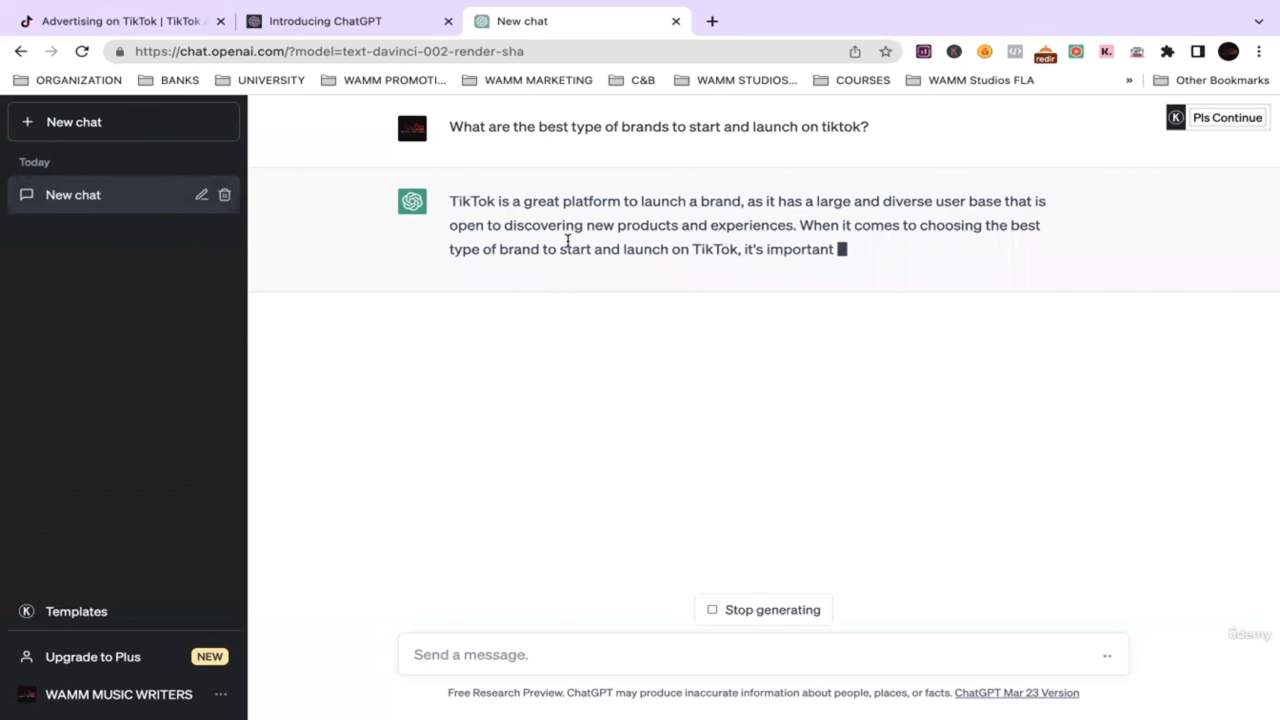 Advertising on TikTok | TikTok
Introducing ChatGPT
New chat
https://chat.openai.com/?model=text-davinci-002-render-sha
redir
ORGANIZATION
BANKS
UNIVERSITY
WAMM PROMOTI...
WAMM MARKETING
C&B
WAMM STUDIOS...
COURSES
WAMM Studios FLA
»
Other Bookmarks
+ New chat
Today
New chat
What are the best type of brands to start and launch on tiktok?
Pls Continue
TikTok is a great platform to launch a brand, as it has a large and diverse user base that is
open to discovering new products and experiences. When it comes to choosing the best
type of brand to start and launch on TikTok, it's important
Stop generating
Send a message.
Free Research Preview. ChatGPT may produce inaccurate information about people, places, or facts. ChatGPT Mar 23 Version
Templates
Upgrade to Plus
NEW
WAMM MUSIC WRITERS
ûdemy